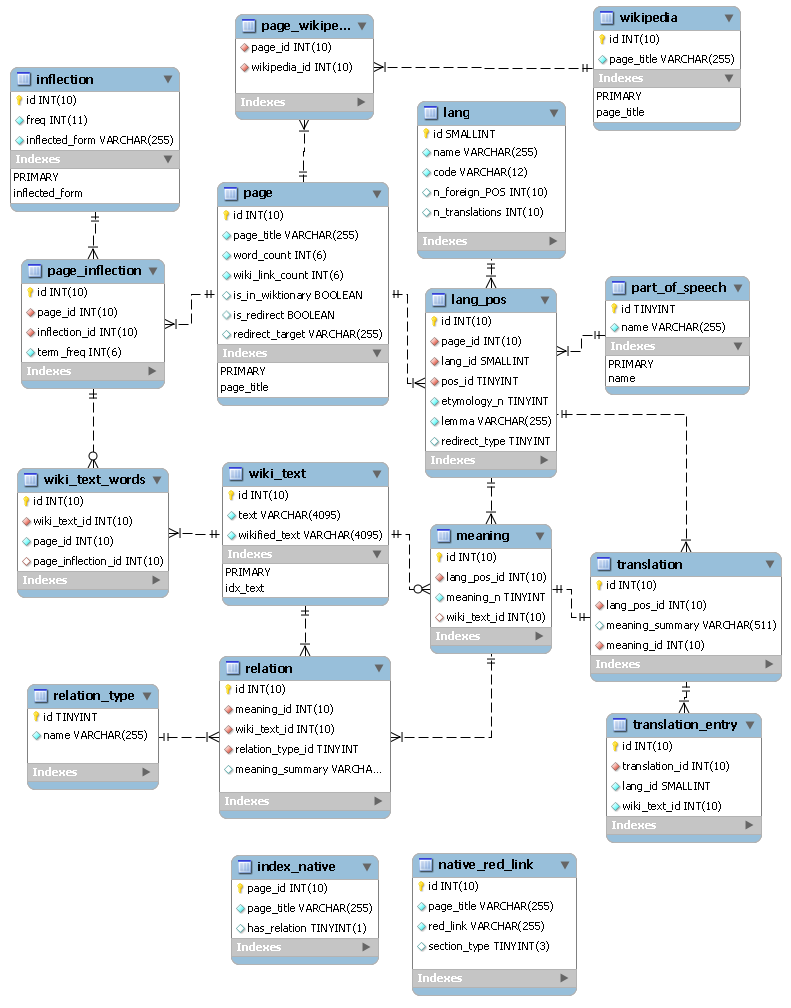 page_wikipe...
page_id INT(10)
wikipedia_id INT(10)
Indexes
wikipedia
id INT(10)
page_title VARCHAR(255)
Indexes
PRIMARY
page_title
inflection
id INT(10)
freq INT(11)
inflected_form VARCHAR(255)
Indexes
PRIMARY
inflected_form
lang
id SMALLINT
name VARCHAR(255)
code VARCHAR(12)
n_foreign_POS INT(10)
n_translations INT(10)
Indexes
page
id INT(10)
page_title VARCHAR(255)
word_count INT(6)
wiki_link_count INT(6)
is_in_wiktionary BOOLEAN
is_redirect BOOLEAN
redirect_target VARCHAR(255)
Indexes
PRIMARY
page_title
page_inflection
id INT(10)
page_id INT(10)
inflection_id INT(10)
term_freq INT(6)
Indexes
lang_pos
id INT(10)
page_id INT(10)
lang_id SMALLINT
pos_id TINYINT
etymology_n TINYINT
lemma VARCHAR(255)
redirect_type TINYINT
Indexes
part_of_speech
id TINYINT
name VARCHAR(255)
Indexes
PRIMARY
name
wiki_text_words
id INT(10)
wiki_text_id INT(10)
page_id INT(10)
page_inflection_id INT(10)
Indexes
wiki_text
id INT(10)
text VARCHAR(4095)
wikified_text VARCHAR(4095)
Indexes
PRIMARY
idx_text
meaning
id INT(10)
lang_pos_id INT(10)
meaning_n TINYINT
wiki_text_id INT(10)
Indexes
translation
id INT(10)
lang_pos_id INT(10)
meaning_summary VARCHAR(511)
meaning_id INT(10)
Indexes
relation_type
id TINYINT
name VARCHAR(255)
Indexes
relation
id INT(10)
meaning_id INT(10)
wiki_text_id INT(10)
relation_type_id TINYINT
meaning_summary VARCHA...
Indexes
translation_entry
id INT(10)
translation_id INT(10)
lang_id SMALLINT
wiki_text_id INT(10)
Indexes
index_native
page_id INT(10)
page_title VARCHAR(255)
has_relation TINYINT(1)
Indexes
native_red_link
id INT(10)
page_title VARCHAR(255)
red_link VARCHAR(255)
section_type TINYINT(3)
Indexes